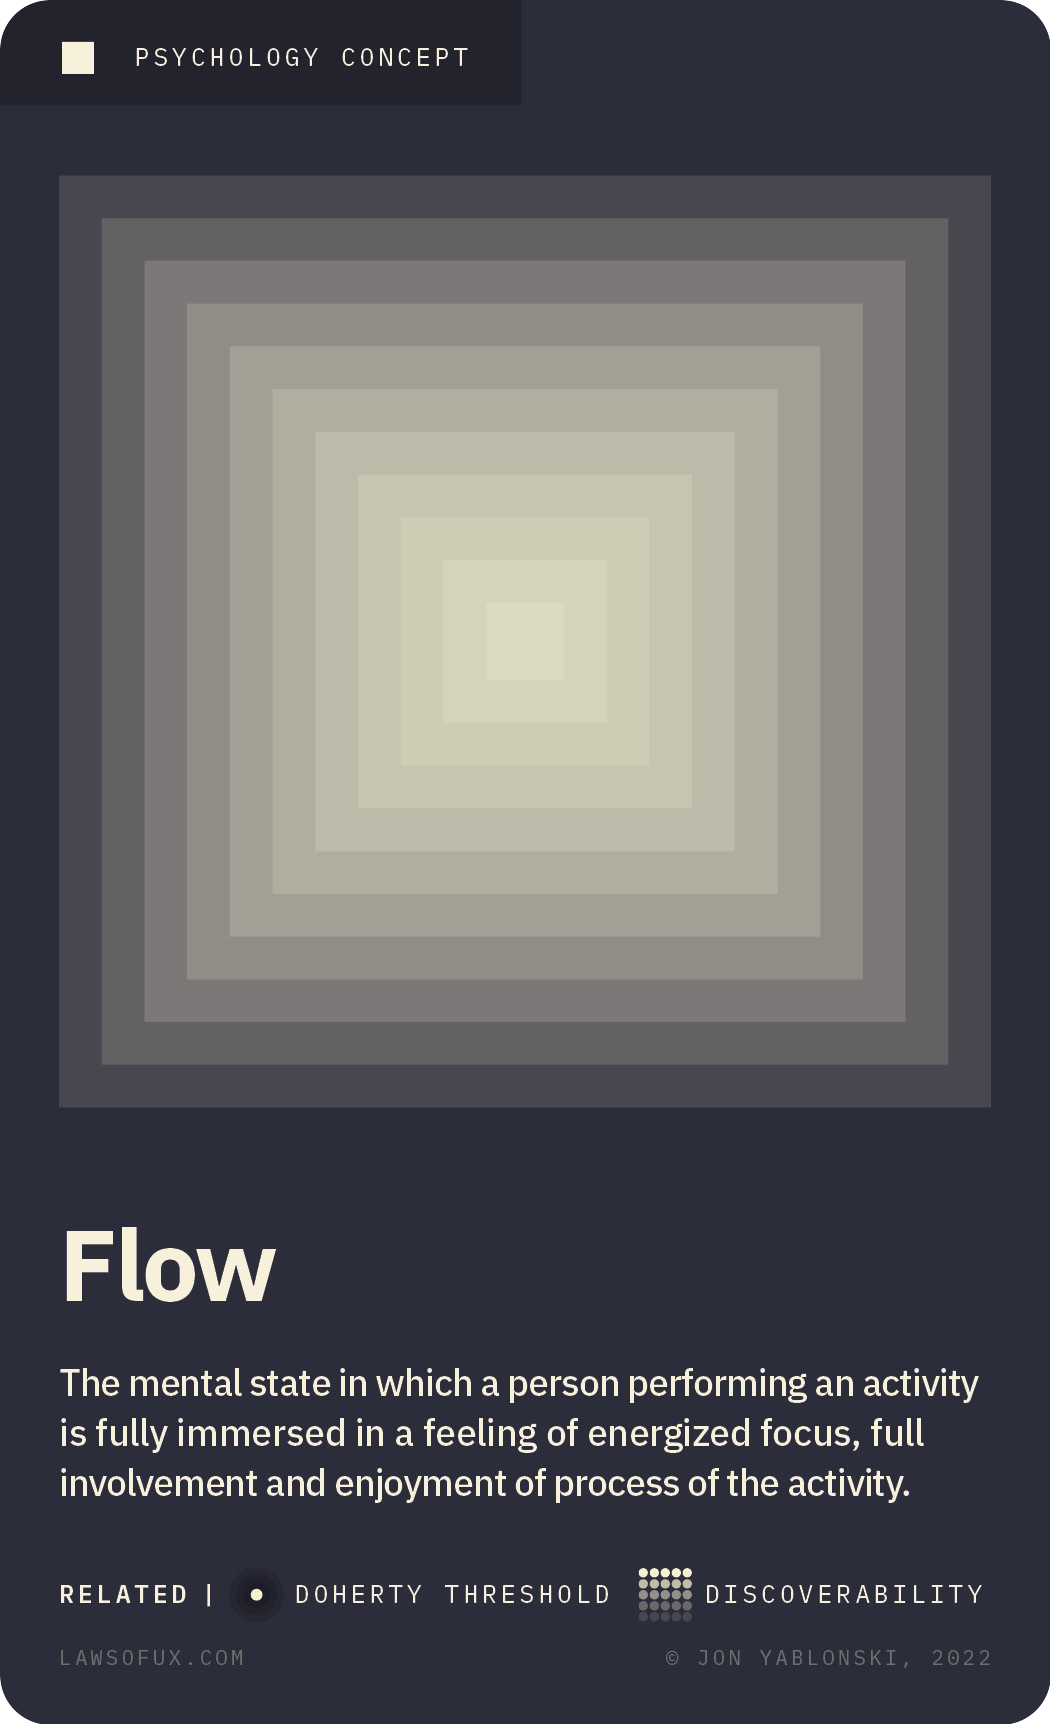 PSYCHOLOGY CONCEPT
Flow
The mental state in which a person performing an activity
is fully immersed in a feeling of energized focus, full
involvement and enjoyment of process of the activity.
RELATED | DOHERTY THRESHOLD DISCOVERABILITY
LAWSOFUX.COM © JON YABLONSKI, 2022